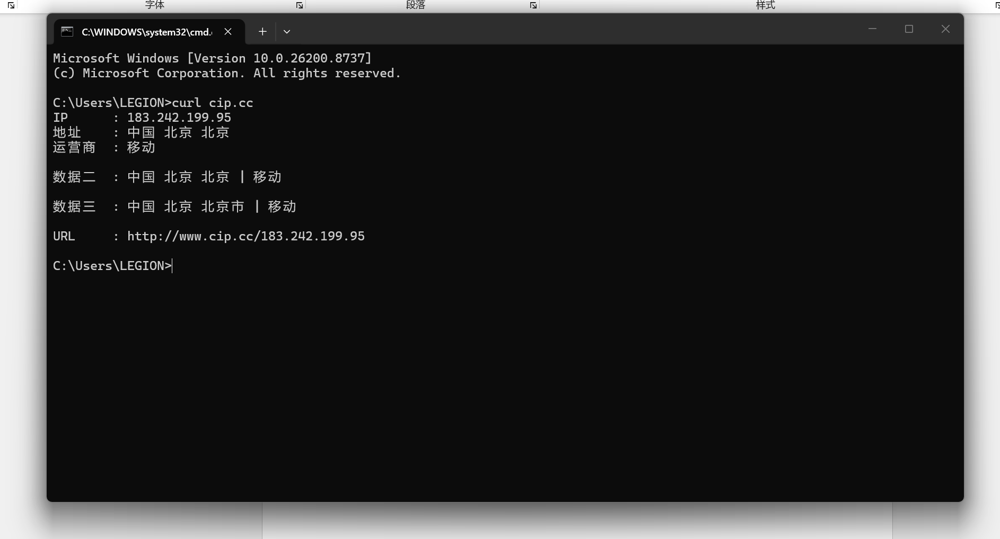 字体 段落 样式
C:\WINDOWS\system32\cmd.
Microsoft Windows [Version 10.0.26200.8737]
(c) Microsoft Corporation. All rights reserved.
C:\Users\LEGION>curl cip.cc
IP : 183.242.199.95
地址 : 中国 北京 北京
运营商 : 移动
数据二 : 中国 北京 北京 | 移动
数据三 : 中国 北京 北京市 | 移动
URL : http://www.cip.cc/183.242.199.95
C:\Users\LEGION>